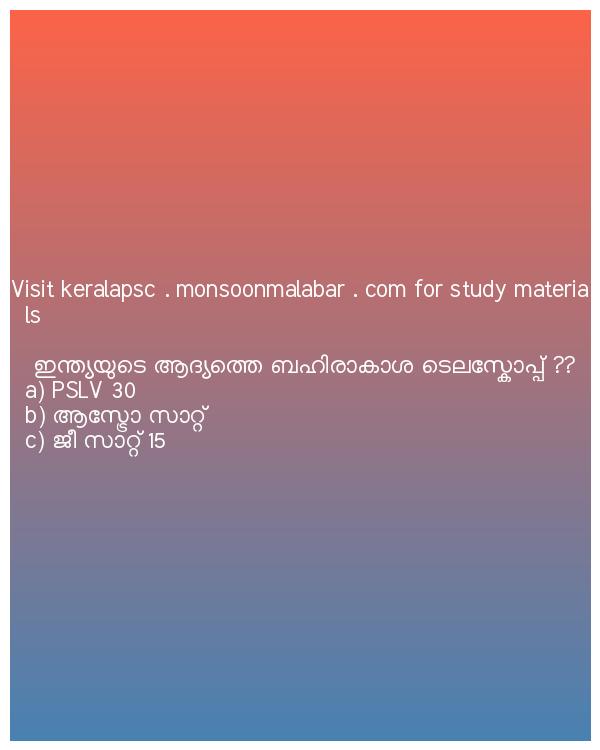 Visit keralapsc . monsoonmalabar . com for study materia
ls
ഇന്ത്യയുടെ ആദ്യത്തെ ബഹിരാകാശ ടെലസ്കോപ്പ് ??
a) PSLV 30
b) ആസ്ട്രോ സാറ്റ്
c) ജീ സാറ്റ് 15